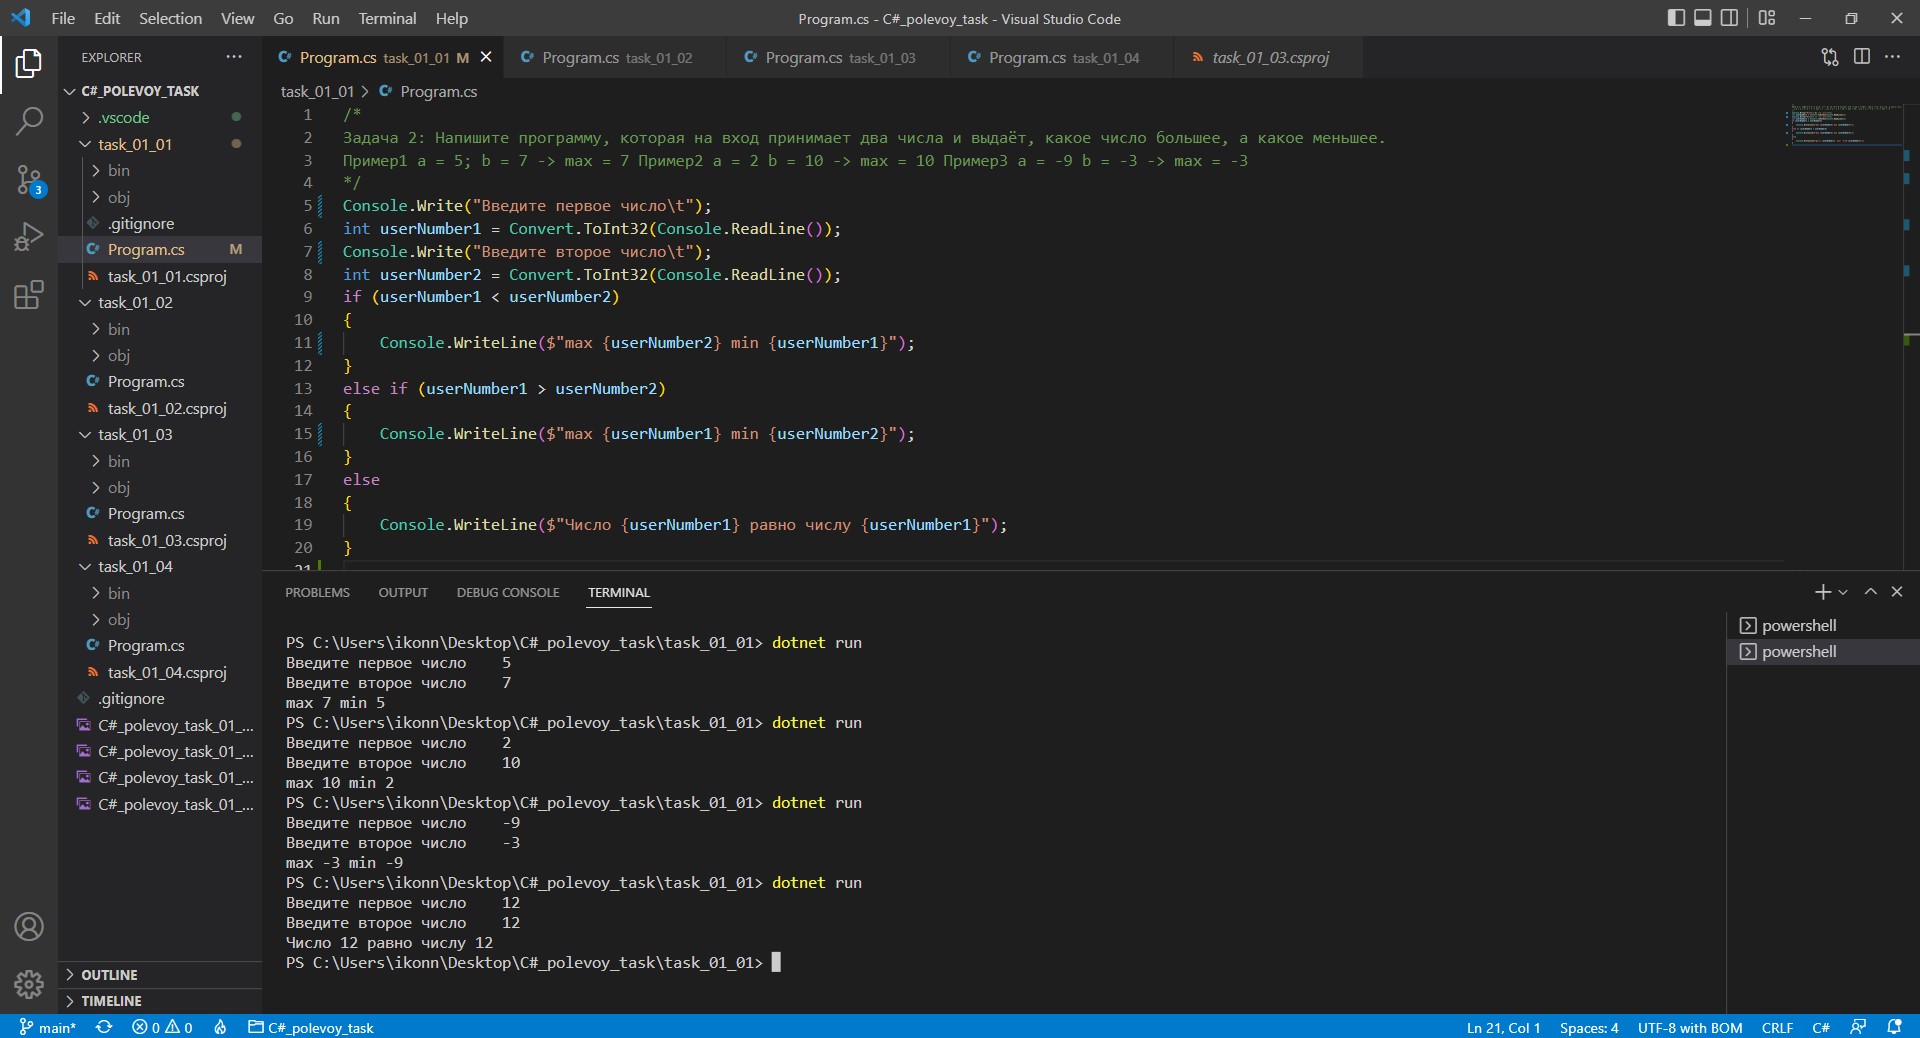 File Edit Selection View Go Run Terminal Help
Program.cs - C#_polevoy_task - Visual Studio Code
EXPLORER
C#_POLEVOY_TASK
.vscode
task_01_01
bin
obj
.gitignore
Program.cs M
task_01_01.csproj
task_01_02
bin
obj
Program.cs
task_01_02.csproj
task_01_03
bin
obj
Program.cs
task_01_03.csproj
task_01_04
bin
obj
Program.cs
task_01_04.csproj
.gitignore
C#_polevoy_task_01_...
C#_polevoy_task_01_...
C#_polevoy_task_01_...
C#_polevoy_task_01_...
OUTLINE
TIMELINE
3
Program.cs task_01_01 M Program.cs task_01_02 Program.cs task_01_03 Program.cs task_01_04 task_01_03.csproj
task_01_01 > Program.cs
1 /*
2 Задача 2: Напишите программу, которая на вход принимает два числа и выдаёт, какое число большее, а какое меньшее.
3 Пример1 a = 5; b = 7 -> max = 7 Пример2 a = 2 b = 10 -> max = 10 Пример3 a = -9 b = -3 -> max = -3
4 */
5 Console.Write("Введите первое число\t");
6 int userNumber1 = Convert.ToInt32(Console.ReadLine());
7 Console.Write("Введите второе число\t");
8 int userNumber2 = Convert.ToInt32(Console.ReadLine());
9 if (userNumber1 < userNumber2)
10 {
11 Console.WriteLine($"max {userNumber2} min {userNumber1}");
12 }
13 else if (userNumber1 > userNumber2)
14 {
15 Console.WriteLine($"max {userNumber1} min {userNumber2}");
16 }
17 else
18 {
19 Console.WriteLine($"Число {userNumber1} равно числу {userNumber1}");
20 }
21
PROBLEMS OUTPUT DEBUG CONSOLE TERMINAL
PS C:\Users\ikonn\Desktop\C#_polevoy_task\task_01_01> dotnet run
Введите первое число 5
Введите второе число 7
max 7 min 5
PS C:\Users\ikonn\Desktop\C#_polevoy_task\task_01_01> dotnet run
Введите первое число 2
Введите второе число 10
max 10 min 2
PS C:\Users\ikonn\Desktop\C#_polevoy_task\task_01_01> dotnet run
Введите первое число -9
Введите второе число -3
max -3 min -9
PS C:\Users\ikonn\Desktop\C#_polevoy_task\task_01_01> dotnet run
Введите первое число 12
Введите второе число 12
Число 12 равно числу 12
PS C:\Users\ikonn\Desktop\C#_polevoy_task\task_01_01>
powershell
powershell
main* 0 0 C#_polevoy_task
Ln 21, Col 1 Spaces: 4 UTF-8 with BOM CRLF C#